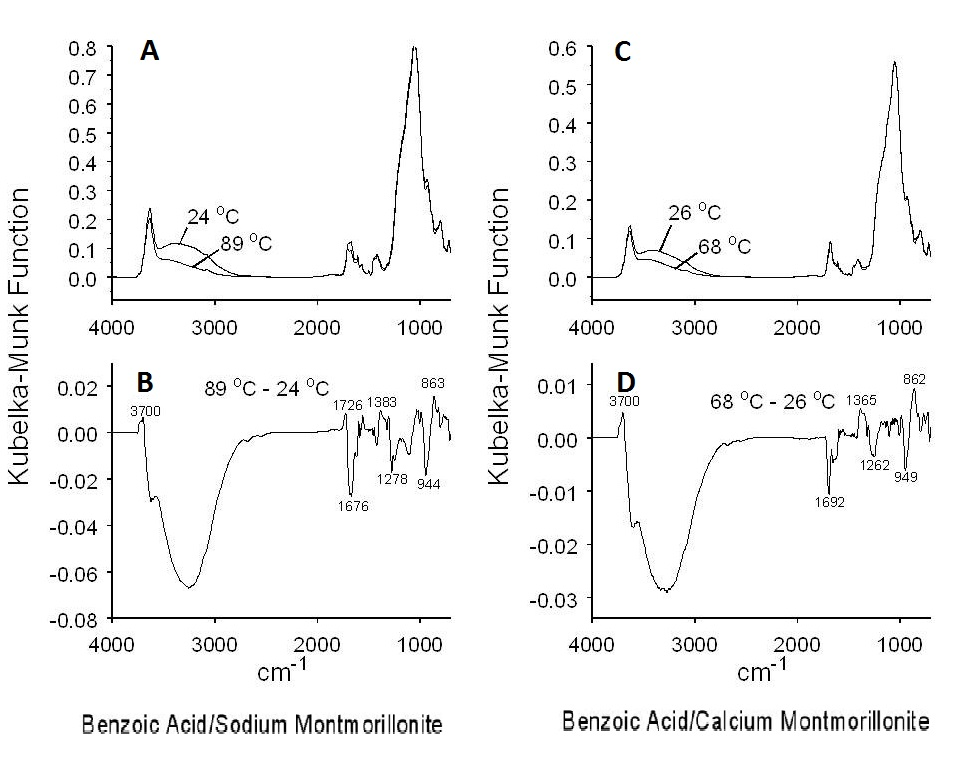 A
0.8
0.7
0.6
0.5
0.4
0.3
0.2
0.1
0.0
24 °C
89 °C
4000 3000 2000 1000
C
0.6
0.5
0.4
0.3
0.2
0.1
0.0
26 °C
68 °C
4000 3000 2000 1000
Kubelka-Munk Function
Kubelka-Munk Function
B
89 °C - 24 °C
0.02
0.00
-0.02
-0.04
-0.06
-0.08
3700
1726
1383
863
1676
1278
944
4000 3000 2000 1000
cm-1
D
68 °C - 26 °C
0.01
0.00
-0.01
-0.02
-0.03
3700
1365
862
1692
1262
949
4000 3000 2000 1000
cm-1
Benzoic Acid/Sodium Montmorillonite
Benzoic Acid/Calcium Montmorillonite